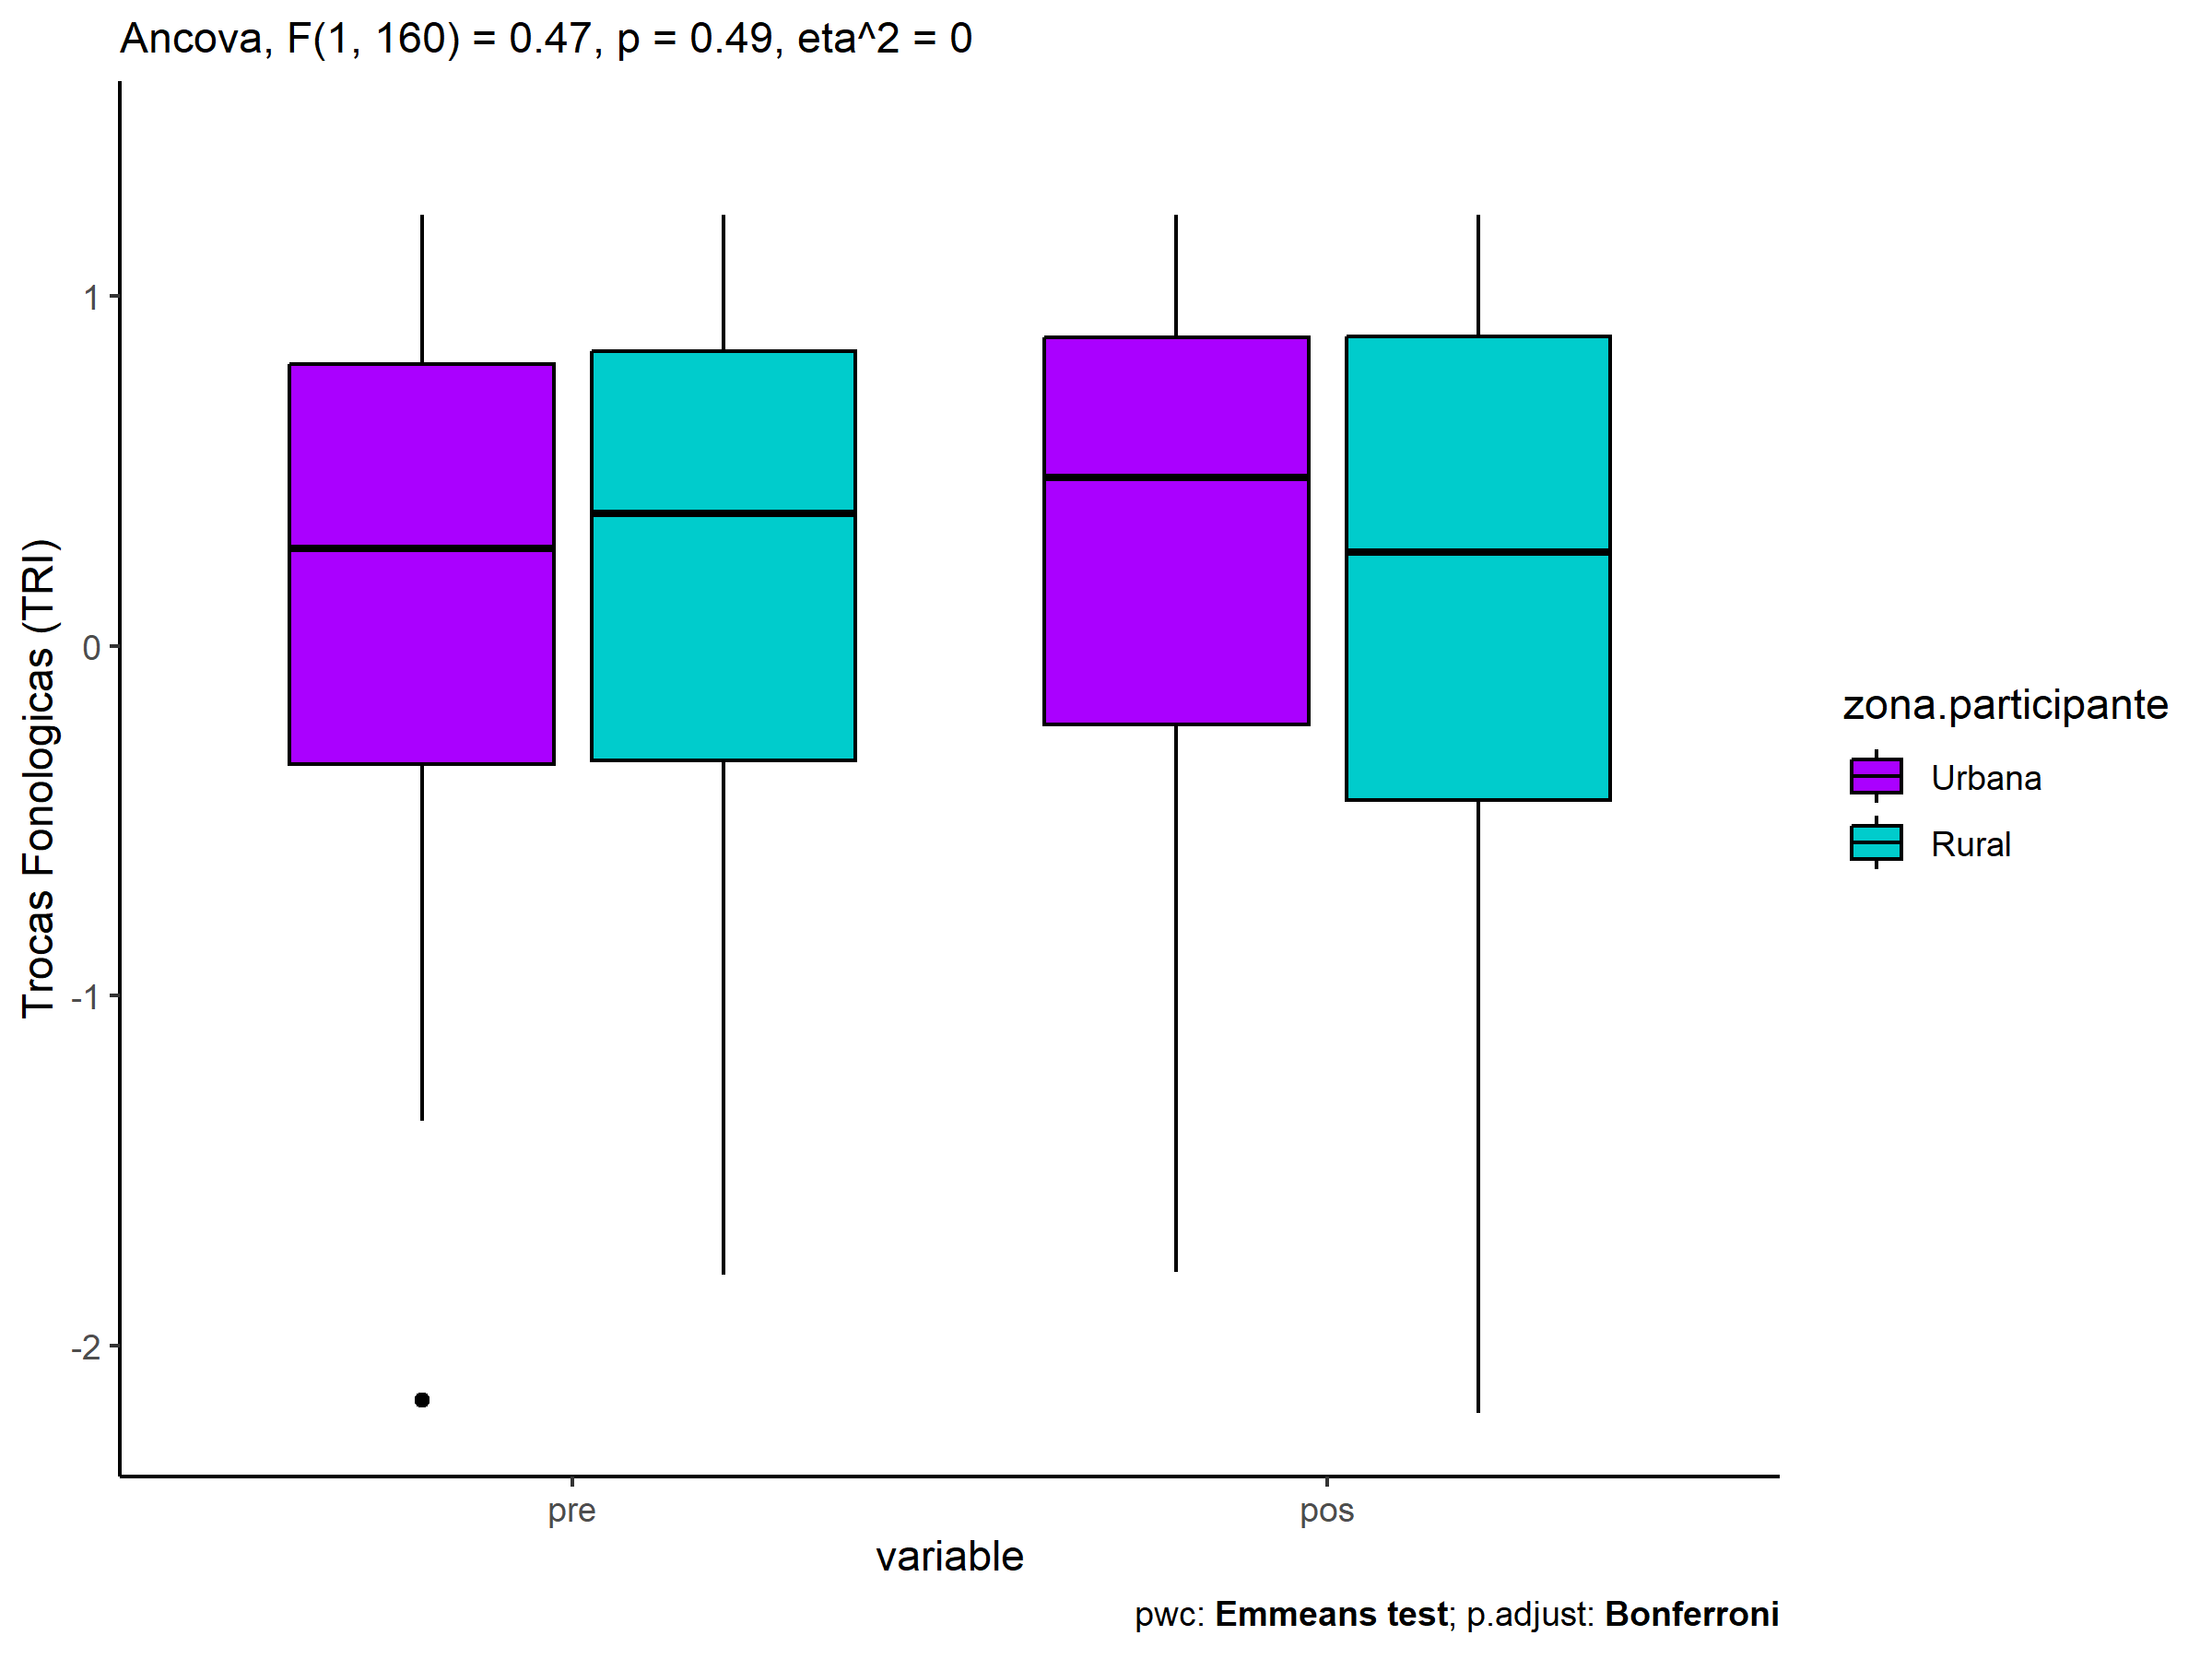 Ancova, F(1, 160) = 0.47, p = 0.49, eta^2 = 0
Trocas Fonologicas (TRI)
1
0
-1
-2
pre
pos
variable
zona.participante
Urbana
Rural
pwc: Emmeans test; p.adjust: Bonferroni